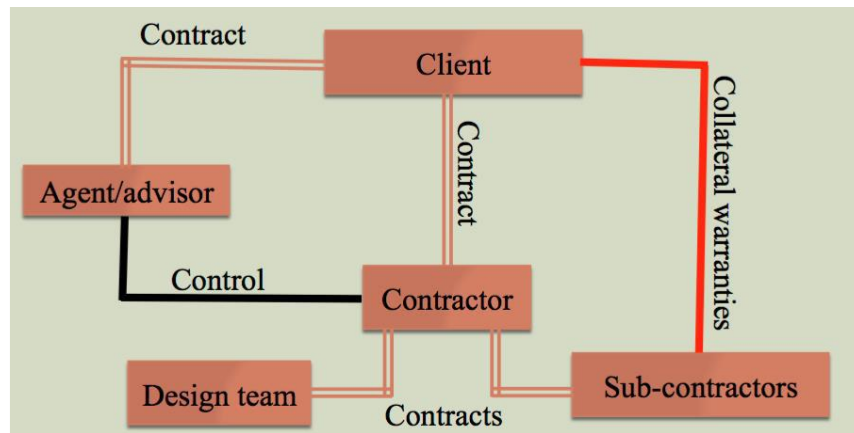 Contract
Client
Contract
Collateral warranties
Agent/advisor
Control
Contractor
Design team
Contracts
Sub-contractors